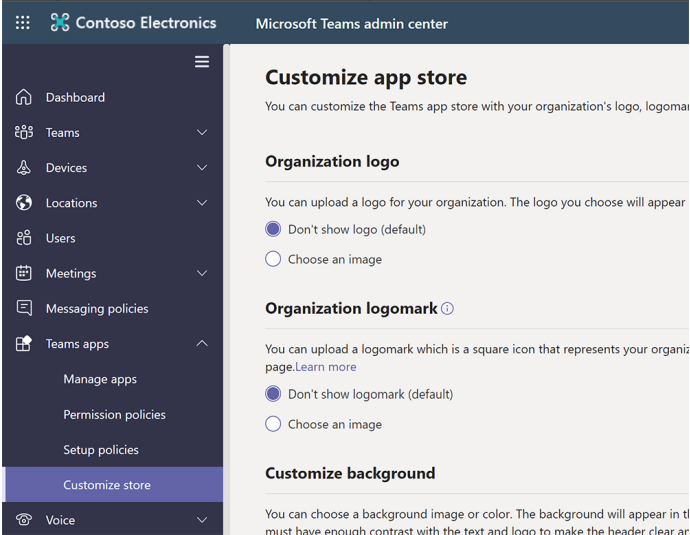 Contoso Electronics
Microsoft Teams admin center
Dashboard
Teams
Devices
Locations
Users
Meetings
Messaging policies
Teams apps
Manage apps
Permission policies
Setup policies
Customize store
Voice
Customize app store
You can customize the Teams app store with your organization's logo,
Organization logo
You can upload a logo for your organization. The logo you choose will appear
Don't show logo (default)
Choose an image
Organization logomark
You can upload a logomark which is a square icon that represents your
page.Learn more
Don't show logomark (default)
Choose an image
Customize background
You can choose a background image or color. The background will appear in
must have enough contrast with the text and logo to make the header clear